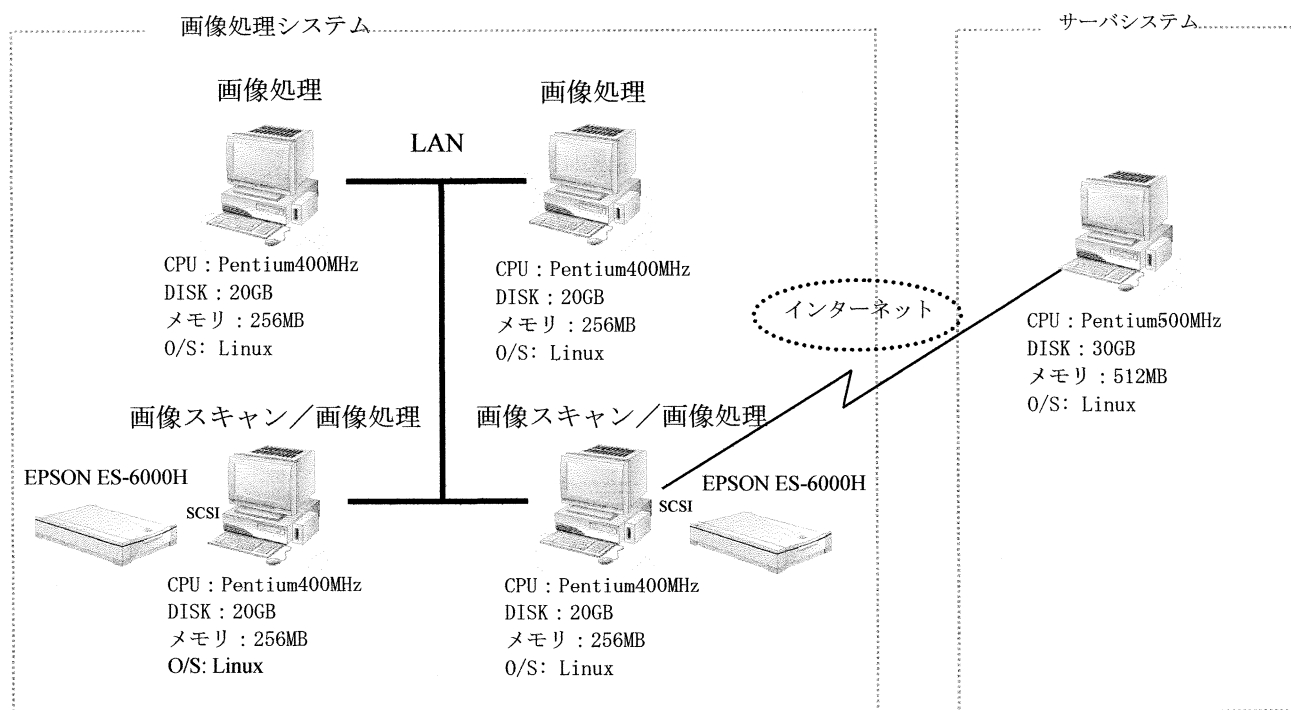 画像処理システム
サーバシステム
画像処理
画像処理
LAN
CPU：Pentium400MHz
DISK：20GB
メモリ：256MB
O/S: Linux
CPU：Pentium400MHz
DISK：20GB
メモリ：256MB
O/S: Linux
インターネット
CPU：Pentium500MHz
DISK：30GB
メモリ：512MB
O/S: Linux
画像スキャン／画像処理
画像スキャン／画像処理
EPSON ES-6000H
SCSI
SCSI
EPSON ES-6000H
CPU：Pentium400MHz
DISK：20GB
メモリ：256MB
O/S: Linux
CPU：Pentium400MHz
DISK：20GB
メモリ：256MB
O/S: Linux